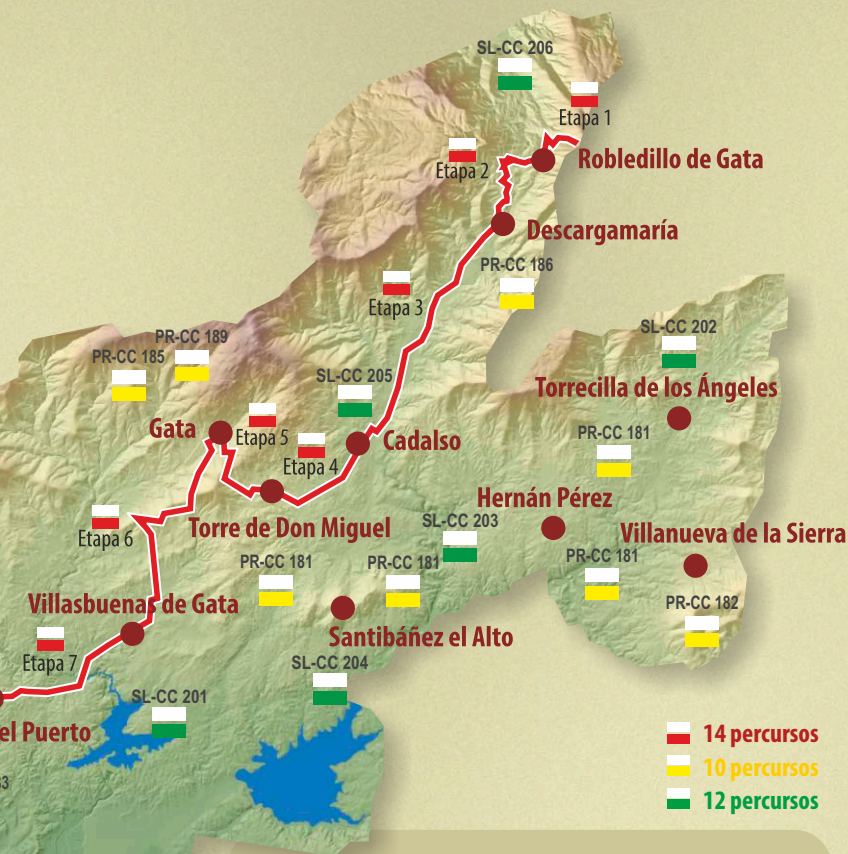 SL-CC 206
Etapa 1
Etapa 2
Robledillo de Gata
Descargamaría
PR-CC 186
Etapa 3
SL-CC 202
PR-CC 189
PR-CC 185
SL-CC 205
Torrecilla de los Ángeles
Gata
Etapa 5
Cadalso
PR-CC 181
Etapa 4
Hernán Pérez
Torre de Don Miguel
SL-CC 203
Villanueva de la Sierra
Etapa 6
PR-CC 181
PR-CC 181
PR-CC 181
Villasbuenas de Gata
PR-CC 182
Santibáñez el Alto
Etapa 7
SL-CC 204
SL-CC 201
el Puerto
14 percursos
10 percursos
12 percursos